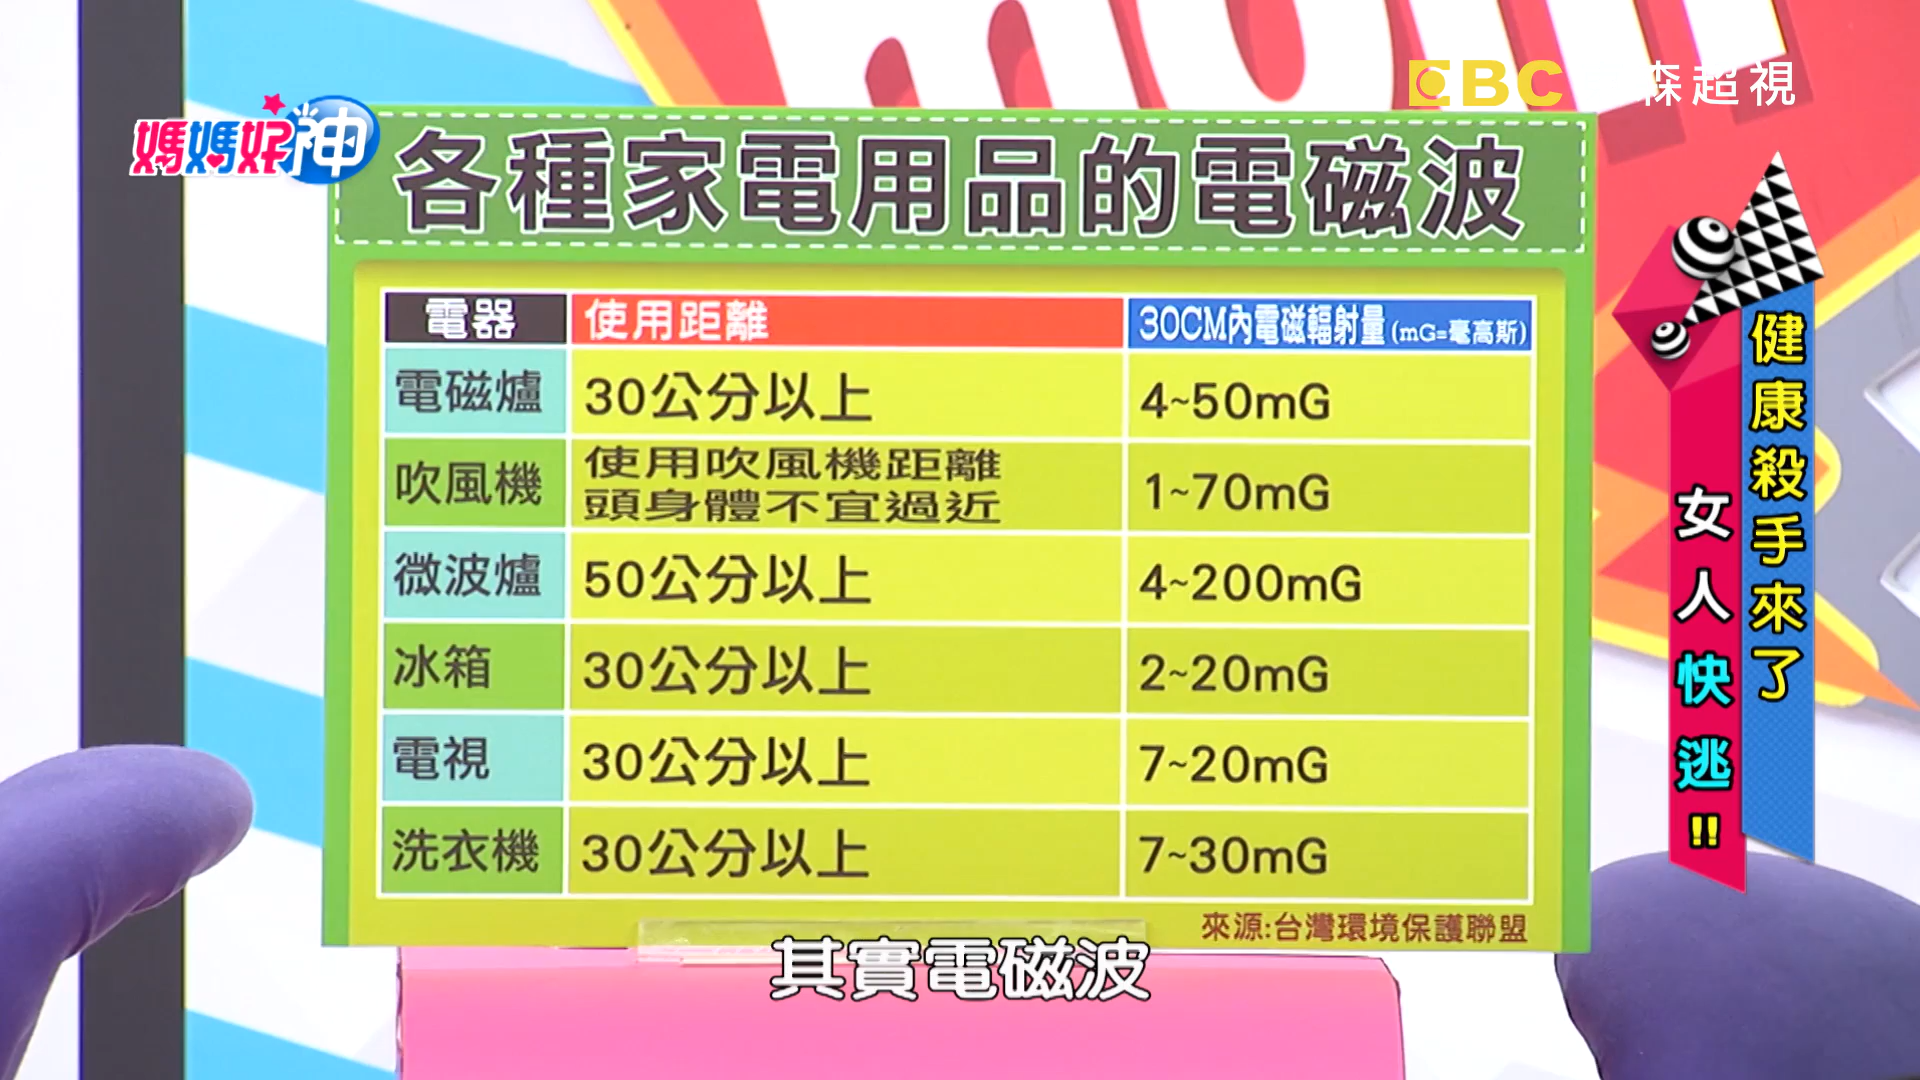 媽媽好神
EBC 森超視
各種家電用品的電磁波
電器 使用距離 30CM內電磁輻射量(mG=毫高斯)
電磁爐 30公分以上 4~50mG
吹風機 使用吹風機距離
頭身體不宜過近 1~70mG
微波爐 50公分以上 4~200mG
冰箱 30公分以上 2~20mG
電視 30公分以上 7~20mG
洗衣機 30公分以上 7~30mG
來源:台灣環境保護聯盟
健康殺手來了
女人快逃!!
其實電磁波